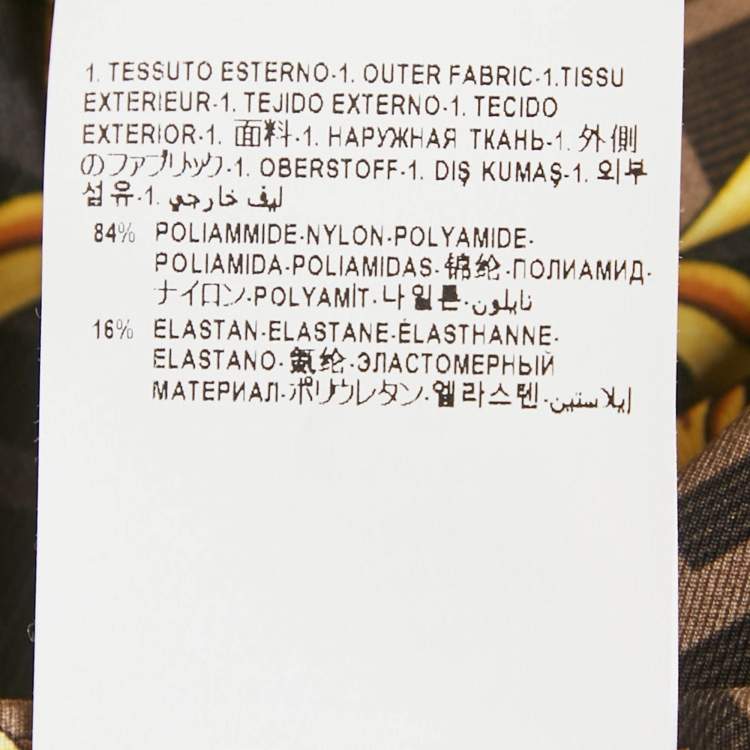 1. TESSUTO ESTERNO-1. OUTER FABRIC-1.TISSU
EXTERIEUR-1. TEJIDO EXTERNO-1. TECIDO
EXTERIOR-1. 面料-1. НАРУЖНАЯ ТКАНЬ-1. 外側
のファブリック-1. OBERSTOFF-1. DIŞ KUMAŞ-1. 외부
섬유-1. ليف خارجي
84% POLIAMMIDE-NYLON-POLYAMIDE-
POLIAMIDA-POLIAMIDAS-锦纶-ПОЛИАМИД-
ナイロン-POLYAMİT-나일론-نايلون
16% ELASTAN-ELASTANE-ÉLASTHANNE-
ELASTANO-氨纶-ЭЛАСТОМЕРНЫЙ
МАТЕРИАЛ-ポリウレタン-엘라스텐-إيلاستين